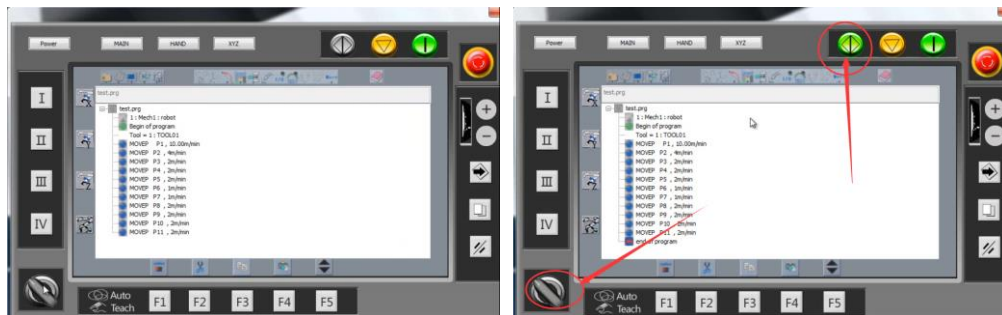 Power
MAIN
HAND
XYZ
I
II
III
IV
test.prg
test.prg
1: Mech1: robot
Begin of program
Tool = 1: TOOL01
MOVEP P1 , 10.00m/min
MOVEP P2 , 4m/min
MOVEP P3 , 2m/min
MOVEP P4 , 2m/min
MOVEP P5 , 2m/min
MOVEP P6 , 1m/min
MOVEP P7 , 1m/min
MOVEP P8 , 2m/min
MOVEP P9 , 2m/min
MOVEP P10 , 2m/min
MOVEP P11 , 2m/min
Auto
Teach
F1
F2
F3
F4
F5
Power
MAIN
HAND
XYZ
I
II
III
IV
test.prg
test.prg
1: Mech1: robot
Begin of program
Tool = 1: TOOL01
MOVEP P1 , 10.00m/min
MOVEP P2 , 4m/min
MOVEP P3 , 2m/min
MOVEP P4 , 2m/min
MOVEP P5 , 2m/min
MOVEP P6 , 1m/min
MOVEP P7 , 1m/min
MOVEP P8 , 2m/min
MOVEP P9 , 2m/min
MOVEP P10 , 2m/min
MOVEP P11 , 2m/min
end of program
Auto
Teach
F1
F2
F3
F4
F5